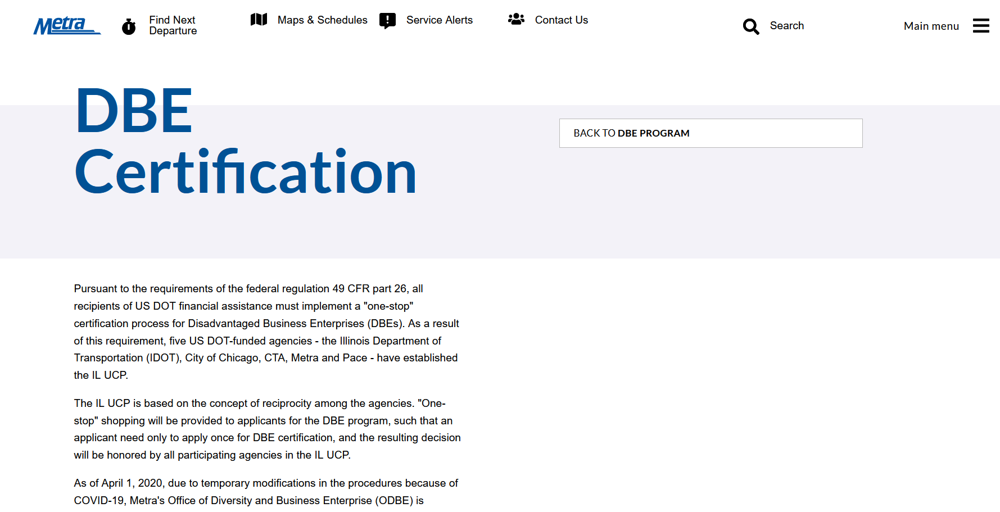 Metra
Find Next
Departure
Maps & Schedules
Service Alerts
Contact Us
Search
Main menu
DBE
Certification
BACK TO DBE PROGRAM
Pursuant to the requirements of the federal regulation 49 CFR part 26, all
recipients of US DOT financial assistance must implement a "one-stop"
certification process for Disadvantaged Business Enterprises (DBEs). As a result
of this requirement, five US DOT-funded agencies - the Illinois Department of
Transportation (IDOT), City of Chicago, CTA, Metra and Pace - have established
the IL UCP.
The IL UCP is based on the concept of reciprocity among the agencies. "One-
stop" shopping will be provided to applicants for the DBE program, such that an
applicant need only to apply once for DBE certification, and the resulting decision
will be honored by all participating agencies in the IL UCP.
As of April 1, 2020, due to temporary modifications in the procedures because of
COVID-19, Metra's Office of Diversity and Business Enterprise (ODBE) is